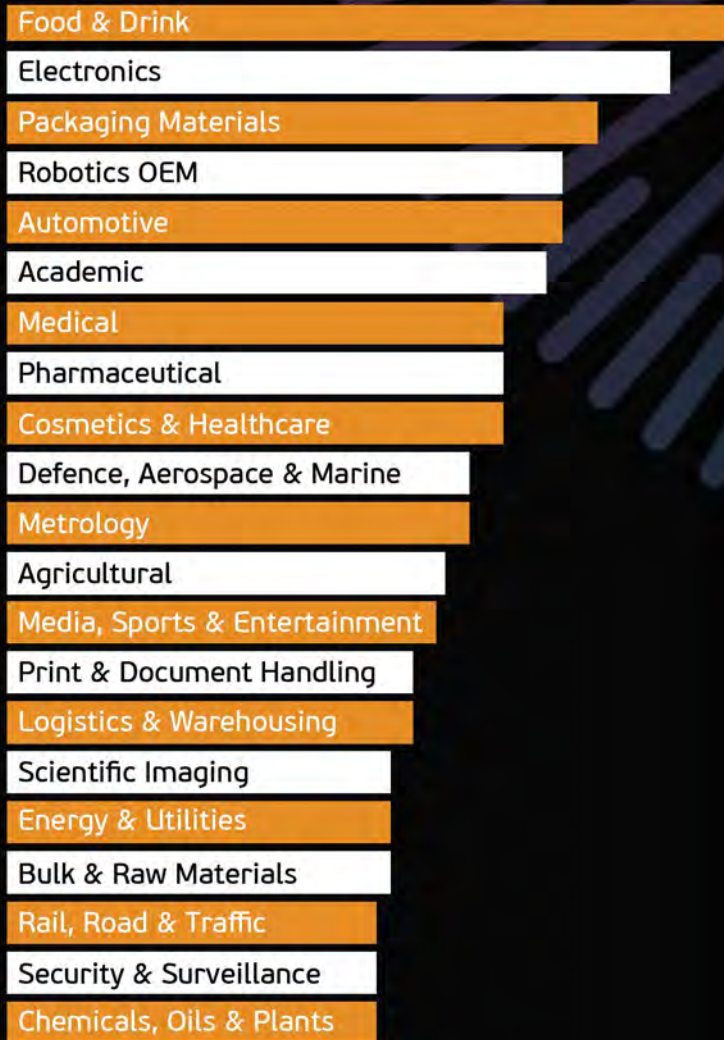 Food & Drink
Electronics
Packaging Materials
Robotics OEM
Automotive
Academic
Medical
Pharmaceutical
Cosmetics & Healthcare
Defence, Aerospace & Marine
Metrology
Agricultural
Media, Sports & Entertainment
Print & Document Handling
Logistics & Warehousing
Scientific Imaging
Energy & Utilities
Bulk & Raw Materials
Rail, Road & Traffic
Security & Surveillance
Chemicals, Oils & Plants